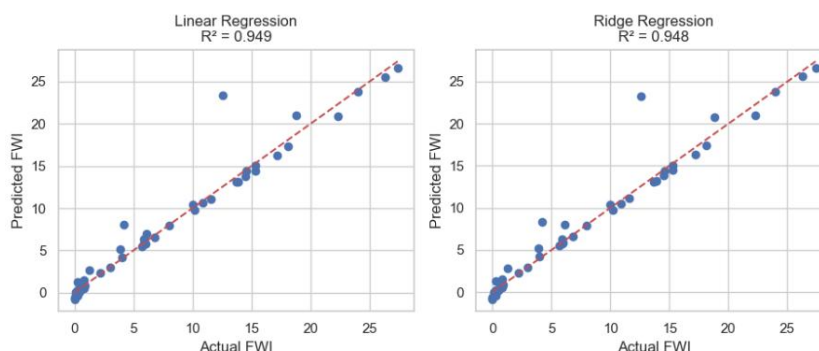 Linear Regression
R² = 0.949
25
20
15
10
5
0
Predicted FWI
0 5 10 15 20 25
Actual FWI
Ridge Regression
R² = 0.948
25
20
15
10
5
0
Predicted FWI
0 5 10 15 20 25
Actual FWI